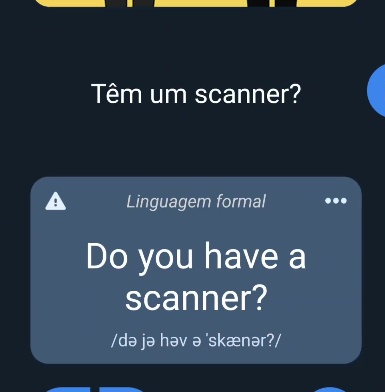 Têm um scanner?
Linguagem formal
Do you have a
scanner?
/də jə həv ə ˈskænər?/